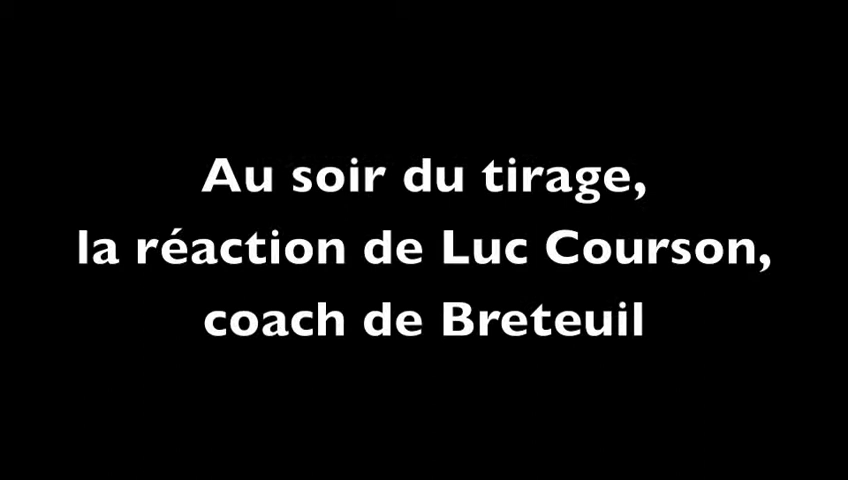 Au soir du tirage,
la réaction de Luc Courson,
coach de Breteuil